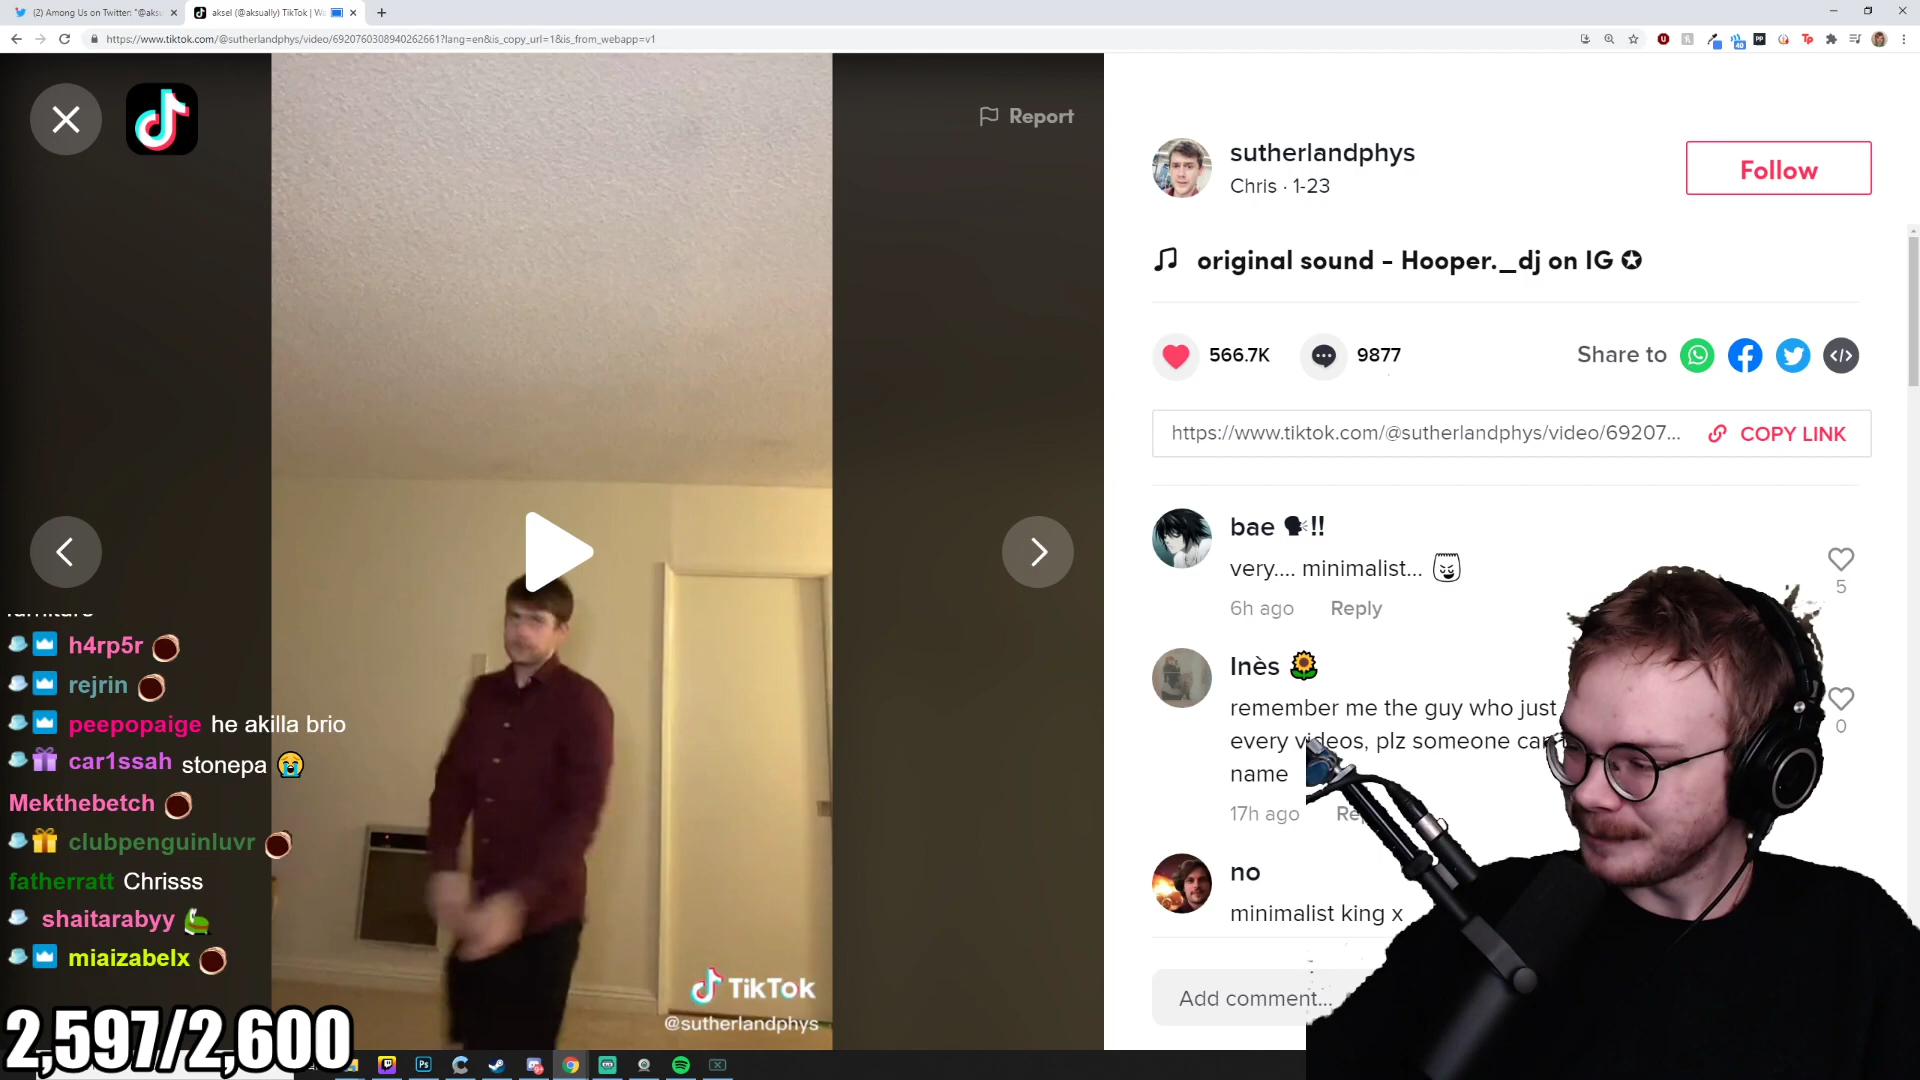 (2) Among Us on Twitter: "@aksu
aksel (@aksually) TikTok | Wa
https://www.tiktok.com/@sutherlandphys/video/6920760308940262661?lang=en&is_copy_url=1&is_from_webapp=v1
Report
TikTok
@sutherlandphys
h4rp5r
rejrin
peepopaige he akilla brio
car1ssah stonepa
Mekthebetch
clubpenguinluvr
fatherratt Chrisss
shaitarabyy
miaizabelx
2,597/2,600
sutherlandphys
Chris · 1-23
Follow
original sound - Hooper._dj on IG ✪
566.7K
9877
Share to
https://www.tiktok.com/@sutherlandphys/video/69207...
COPY LINK
bae 🗣‼
very.... minimalist...
6h ago Reply
5
Inès 🌻
remember me the guy who just
every videos, plz someone can
name
17h ago
0
no
minimalist king x
Add comment...